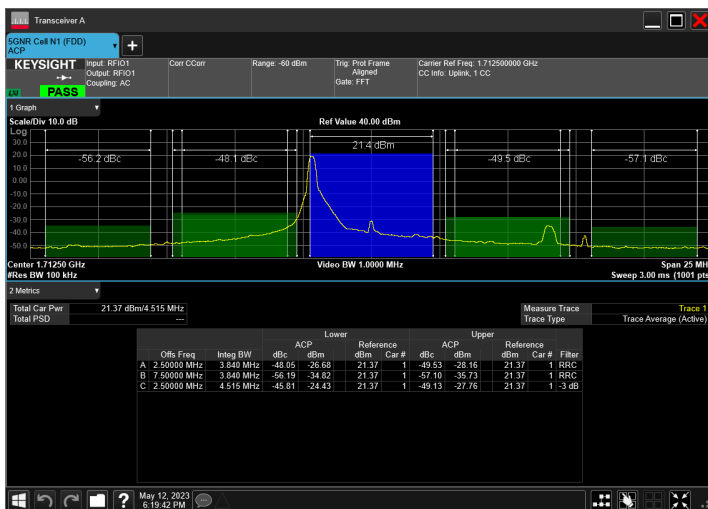 Transceiver A
5GNR Cell N1 (FDD)
ACP
KEYSIGHT
LXI
PASS
Input: RFIO1
Output: RFIO1
Coupling: AC
Corr CCorr
Range: -60 dBm
Trig: Prot Frame
Aligned
Gate: FFT
Carrier Ref Freq: 1.712500000 GHz
CC Info: Uplink, 1 CC
1 Graph
Scale/Div 10.0 dB
Ref Value 40.00 dBm
Log
30.0
20.0
10.0
0.00
-10.0
-20.0
-30.0
-40.0
-50.0
-56.2 dBc
-48.1 dBc
21.4 dBm
-49.5 dBc
-57.1 dBc
Center 1.71250 GHz
Video BW 1.0000 MHz
Span 25 MH
#Res BW 100 kHz
Sweep 3.00 ms (1001 pts
2 Metrics
Total Car Pwr 21.37 dBm/4.515 MHz
Total PSD ---
Measure Trace Trace 1
Trace Type Trace Average (Active)
Lower Upper
ACP Reference ACP Reference
Offs Freq Integ BW dBc dBm dBm Car # dBc dBm dBm Car # Filter
A 2.50000 MHz 3.840 MHz -48.05 -26.68 21.37 1 -49.53 -28.16 21.37 1 RRC
B 7.50000 MHz 3.840 MHz -56.19 -34.82 21.37 1 -57.10 -35.73 21.37 1 RRC
C 2.50000 MHz 4.515 MHz -45.81 -24.43 21.37 1 -49.13 -27.76 21.37 1 -3 dB
?
May 12, 2023
6:19:42 PM